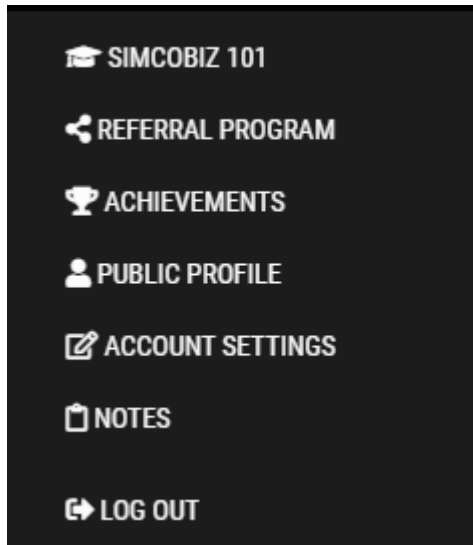 SIMCOBIZ 101
REFERRAL PROGRAM
ACHIEVEMENTS
PUBLIC PROFILE
ACCOUNT SETTINGS
NOTES
LOG OUT